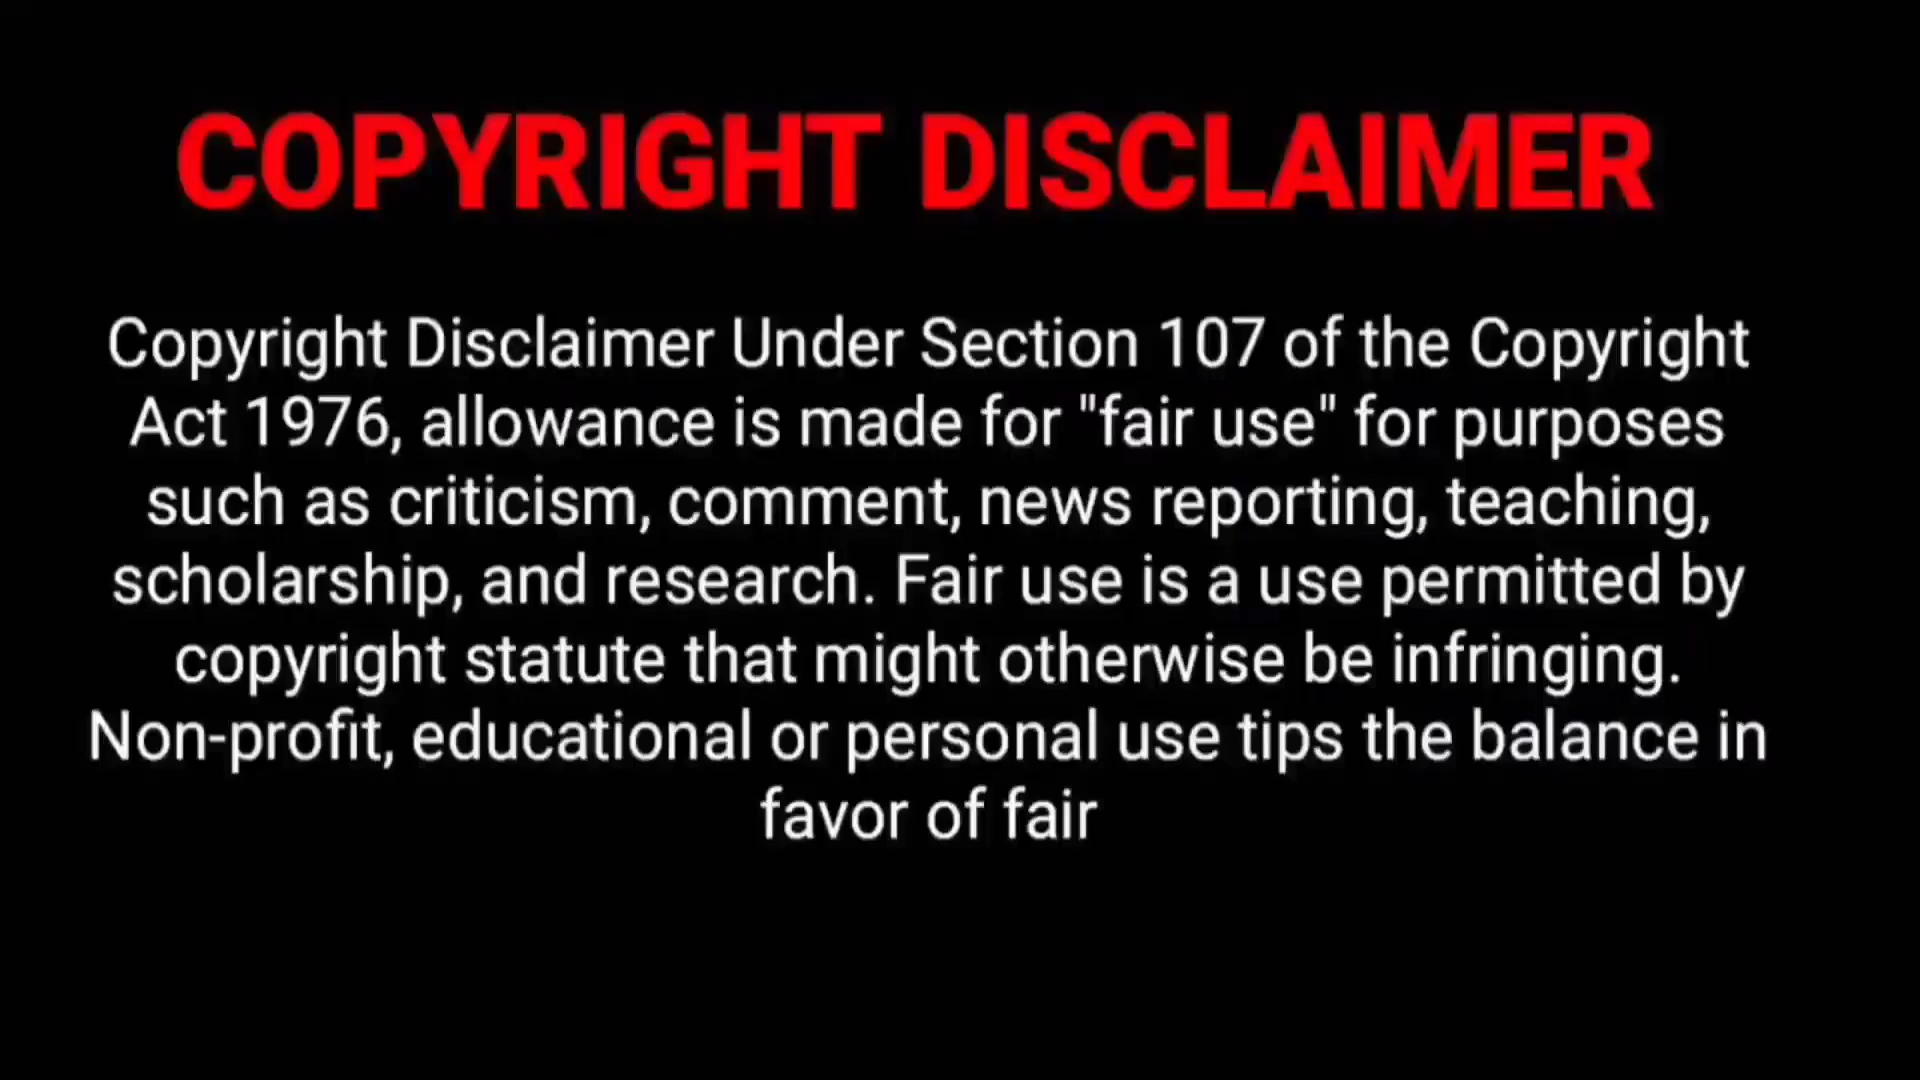 COPYRIGHT DISCLAIMER
Copyright Disclaimer Under Section 107 of the Copyright
Act 1976, allowance is made for "fair use" for purposes
such as criticism, comment, news reporting, teaching,
scholarship, and research. Fair use is a use permitted by
copyright statute that might otherwise be infringing.
Non-profit, educational or personal use tips the balance in
favor of fair